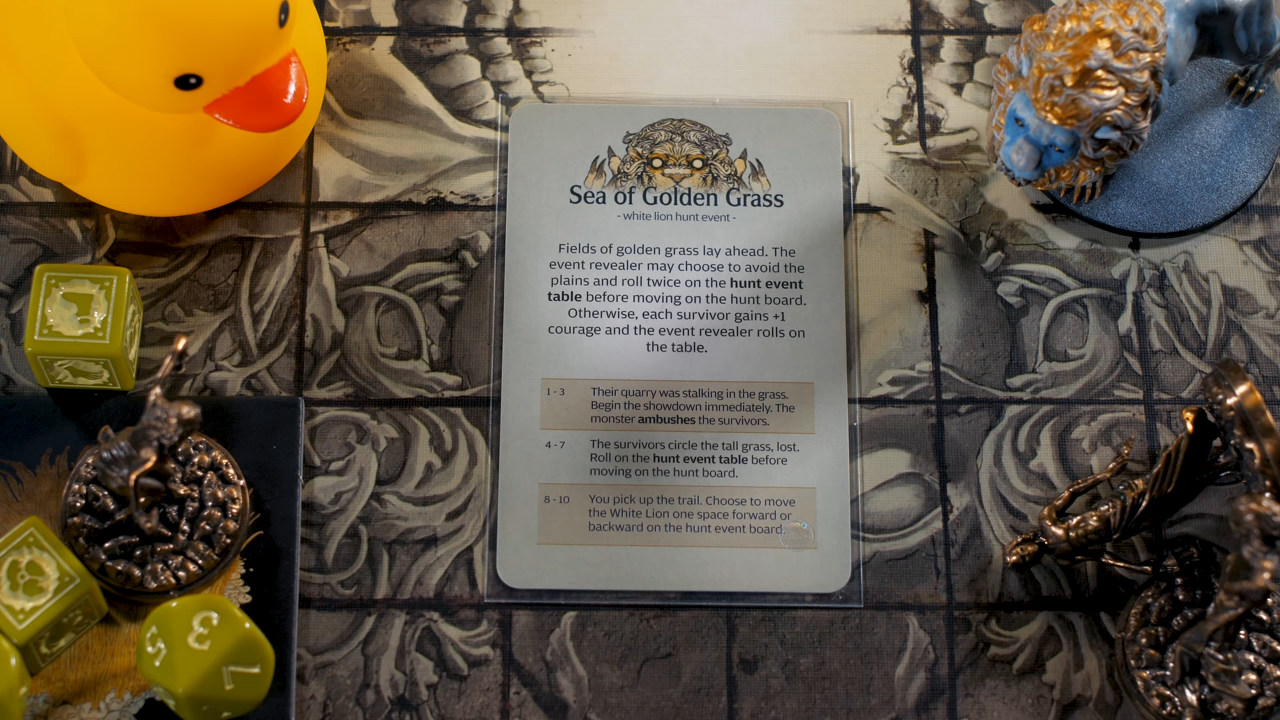 Sea of Golden Grass
- white lion hunt event -
Fields of golden grass lay ahead. The
event revealer may choose to avoid the
plains and roll twice on the hunt event
table before moving on the hunt board.
Otherwise, each survivor gains +1
courage and the event revealer rolls on
the table.
1 - 3 Their quarry was stalking in the grass.
Begin the showdown immediately. The
monster ambushes the survivors.
4 - 7 The survivors circle the tall grass, lost.
Roll on the hunt event table before
moving on the hunt board.
8 - 10 You pick up the trail. Choose to move
the White Lion one space forward or
backward on the hunt event board.
3
5
7